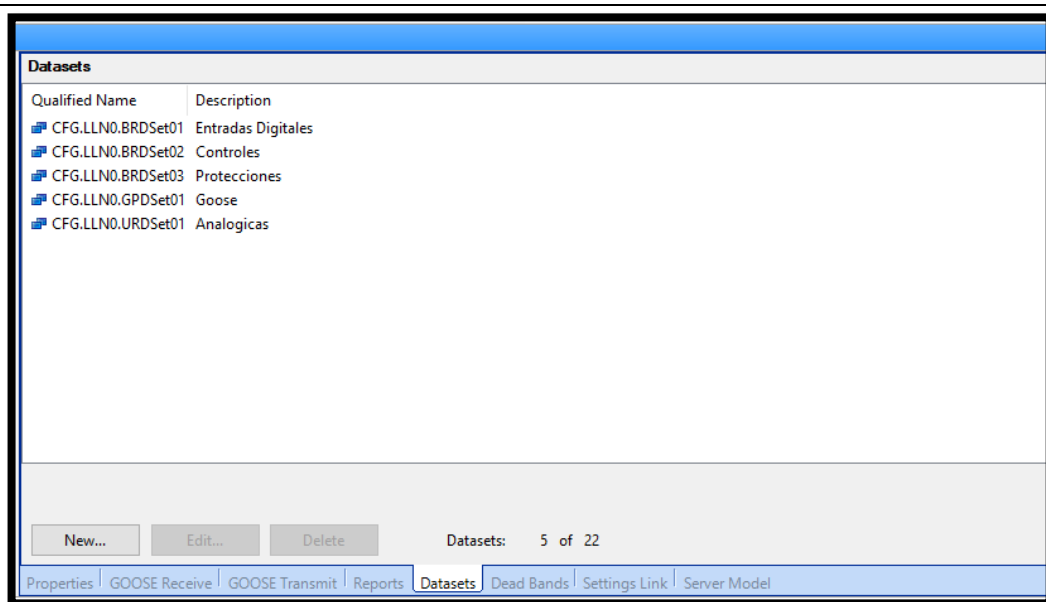 Datasets
Qualified Name Description
CFG.LLN0.BRDSet01 Entradas Digitales
CFG.LLN0.BRDSet02 Controles
CFG.LLN0.BRDSet03 Protecciones
CFG.LLN0.GPDSet01 Goose
CFG.LLN0.URDSet01 Analogicas
New... Edit... Delete Datasets: 5 of 22
Properties GOOSE Receive GOOSE Transmit Reports Datasets Dead Bands Settings Link Server Model